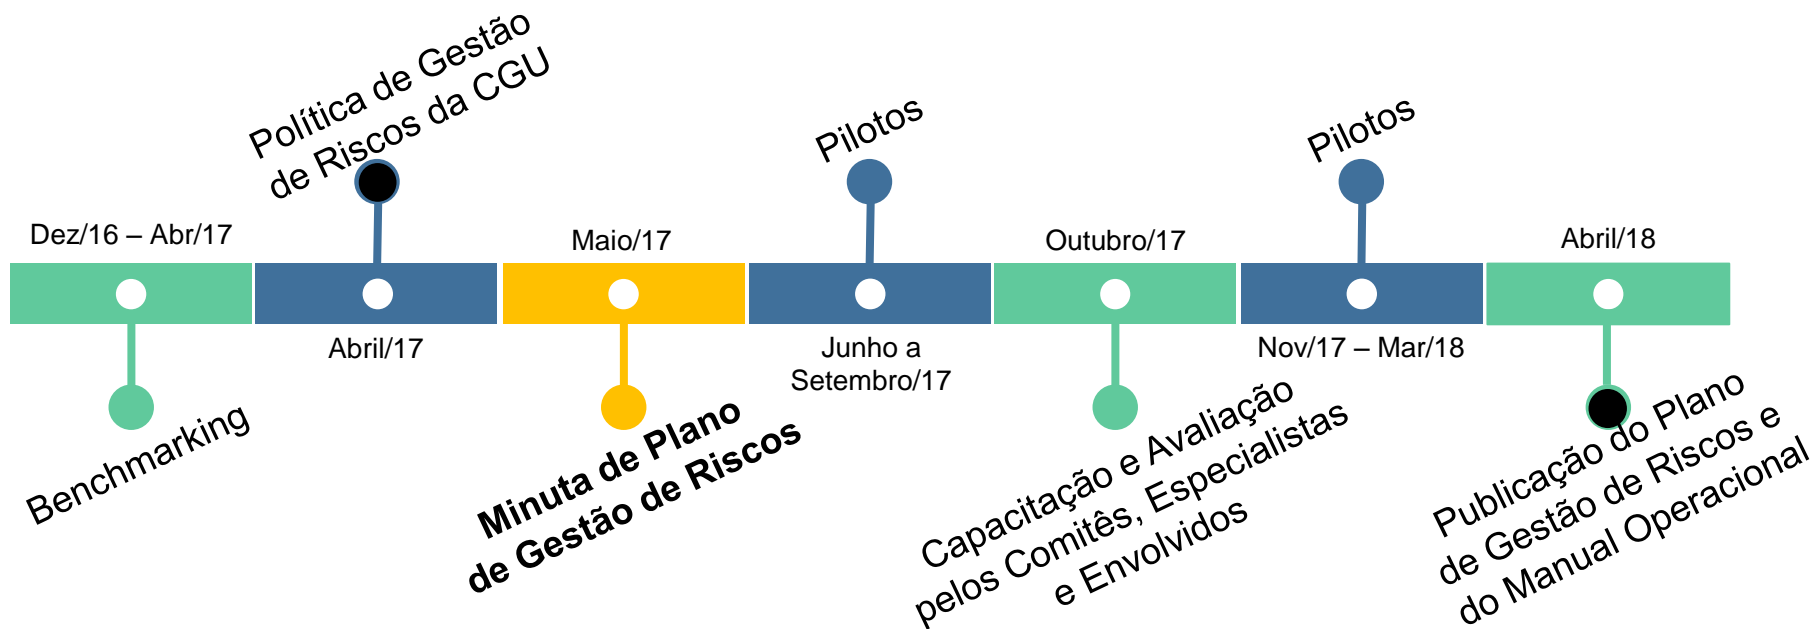 Política de Gestão
de Riscos da CGU
Pilotos
Pilotos
Dez/16 – Abr/17
Maio/17
Outubro/17
Abril/18
Abril/17
Junho a
Setembro/17
Nov/17 – Mar/18
Benchmarking
Minuta de Plano
de Gestão de Riscos
Capacitação e Avaliação
pelos Comitês, Especialistas
e Envolvidos
Publicação do Plano
de Gestão de Riscos e
do Manual Operacional